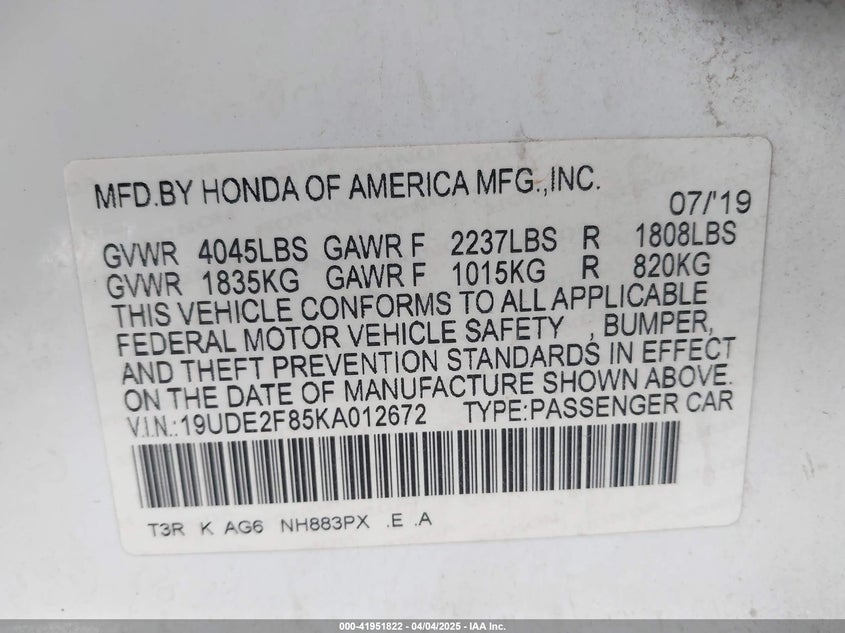 MFD.BY HONDA OF AMERICA MFG.,INC.
07/'19
GVWR 4045LBS GAWR F 2237LBS R 1808LBS
GVWR 1835KG GAWR F 1015KG R 820KG
THIS VEHICLE CONFORMS TO ALL APPLICABLE
FEDERAL MOTOR VEHICLE SAFETY , BUMPER,
AND THEFT PREVENTION STANDARDS IN EFFECT
ON THE DATE OF MANUFACTURE SHOWN ABOVE.
V.I.N.:19UDE2F85KA012672 TYPE:PASSENGER CAR
T3R K AG6 NH883PX .E .A
000-41951822 - 04/04/2025 - IAA Inc.